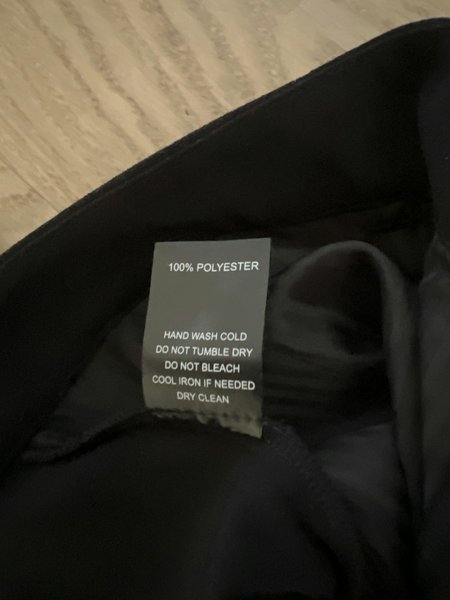 100% POLYESTER
HAND WASH COLD
DO NOT TUMBLE DRY
DO NOT BLEACH
COOL IRON IF NEEDED
DRY CLEAN